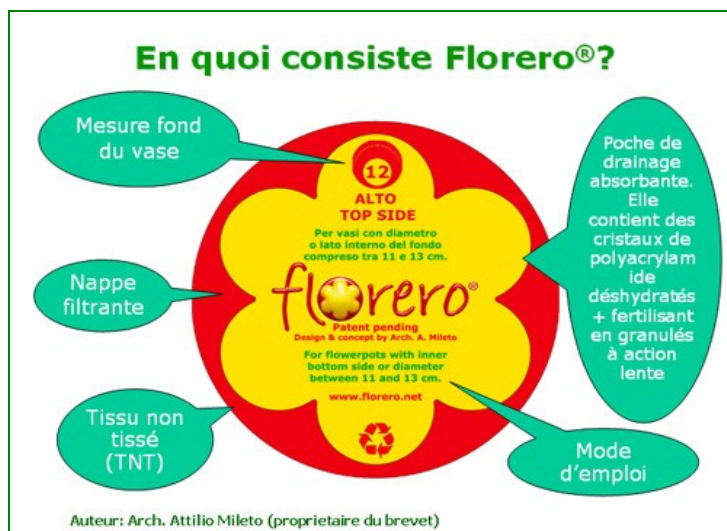 En quoi consiste Florero®?
Mesure fond
du vase
12
ALTO
TOP SIDE
Per vasi con diametro
o lato interno del fondo
compreso tra 11 e 13 cm.
Poche de
drainage
absorbante.
Elle
contient des
cristaux de
polyacrylam
ide
déshydratés
+ fertilisant
en granulés
à action
lente
Nappe
filtrante
florero®
Patent pending
Design & concept by Arch. A. Mileto
For flowerpots with inner
bottom side or diameter
between 11 and 13 cm.
www.florero.net
Tissu non
tissé
(TNT)
Mode
d'emploi
Auteur: Arch. Attilio Mileto (proprietaire du brevet)